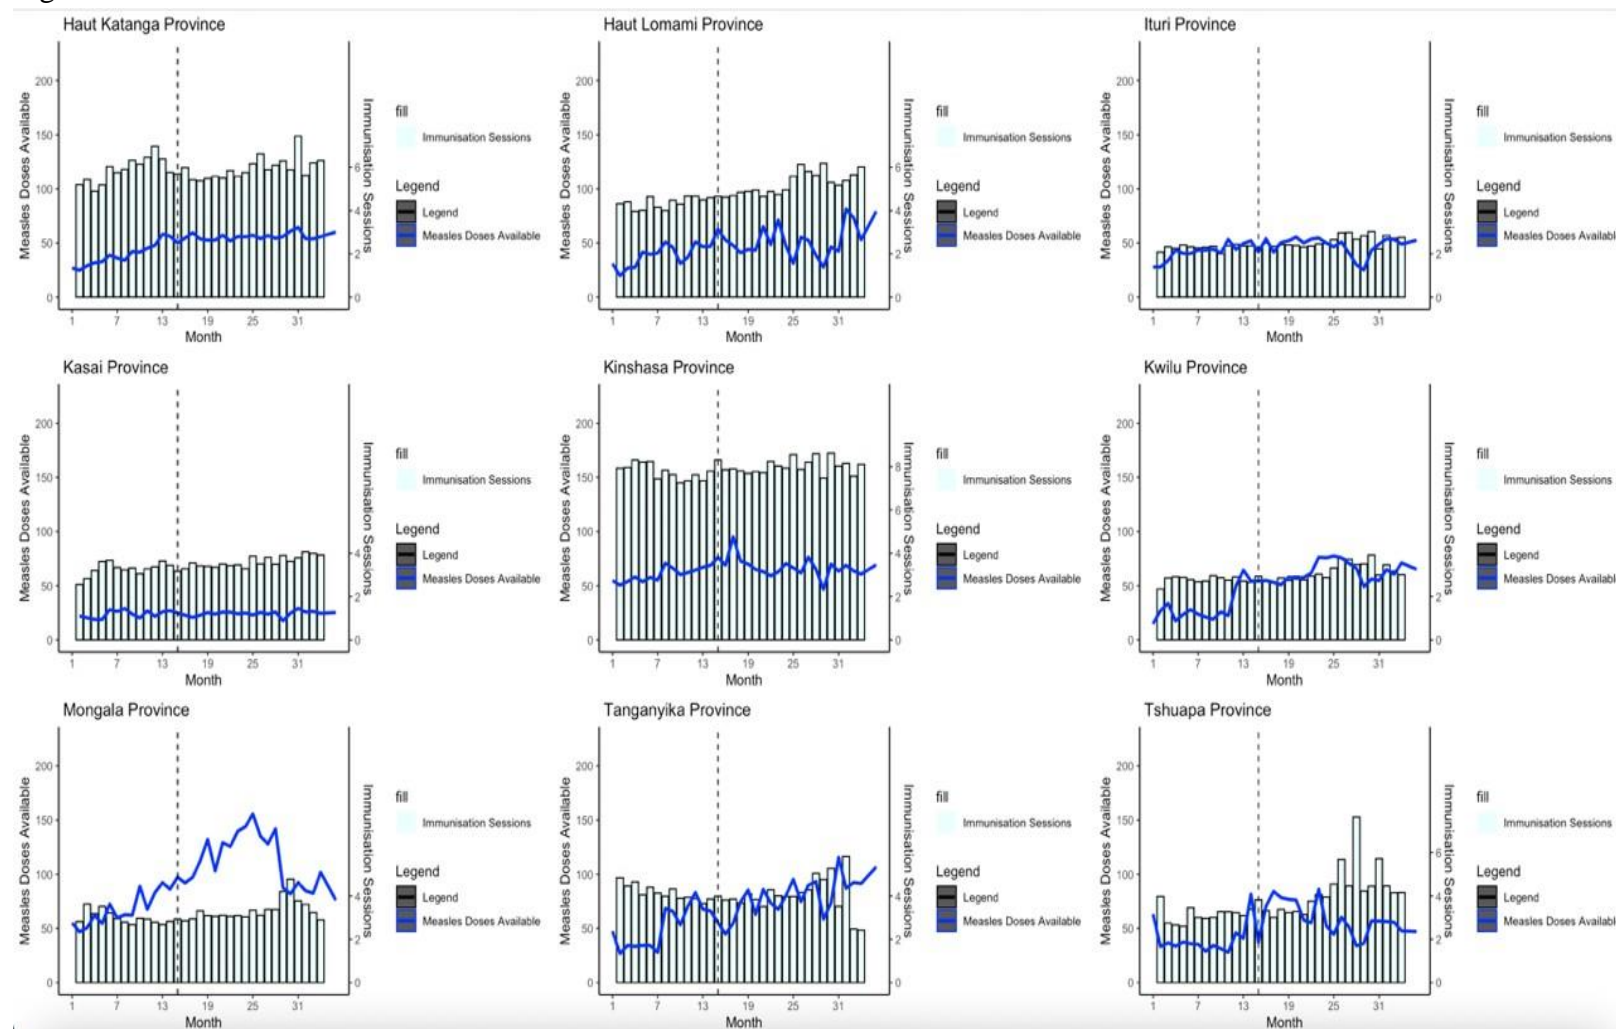 Haut Katanga Province
Measles Doses Available
200
150
100
50
0
1 7 13 19 25 31
Month
Immunisation Sessions
6
4
2
0
fill
Immunisation Sessions
Legend
Legend
Measles Doses Available
Haut Lomami Province
Measles Doses Available
200
150
100
50
0
1 7 13 19 25 31
Month
Immunisation Sessions
6
4
2
0
fill
Immunisation Sessions
Legend
Legend
Measles Doses Available
Ituri Province
Measles Doses Available
200
150
100
50
0
1 7 13 19 25 31
Month
Immunisation Sessions
2
0
fill
Immunisation Sessions
Legend
Legend
Measles Doses Availabl
Kasai Province
Measles Doses Available
200
150
100
50
0
1 7 13 19 25 31
Month
Immunisation Sessions
4
2
0
fill
Immunisation Sessions
Legend
Legend
Measles Doses Available
Kinshasa Province
Measles Doses Available
200
150
100
50
0
1 7 13 19 25 31
Month
Immunisation Sessions
8
6
4
2
0
fill
Immunisation Sessions
Legend
Legend
Measles Doses Available
Kwilu Province
Measles Doses Available
200
150
100
50
0
1 7 13 19 25 31
Month
Immunisation Sessions
2
0
fill
Immunisation Sessions
Legend
Legend
Measles Doses Availabl
Mongala Province
Measles Doses Available
200
150
100
50
0
1 7 13 19 25 31
Month
Immunisation Sessions
4
2
0
fill
Immunisation Sessions
Legend
Legend
Measles Doses Available
Tanganyika Province
Measles Doses Available
200
150
100
50
0
1 7 13 19 25 31
Month
Immunisation Sessions
4
2
0
fill
Immunisation Sessions
Legend
Legend
Measles Doses Available
Tshuapa Province
Measles Doses Available
200
150
100
50
0
1 7 13 19 25 31
Month
Immunisation Sessions
6
4
2
0
fill
Immunisation Sessions
Legend
Legend
Measles Doses Availabl